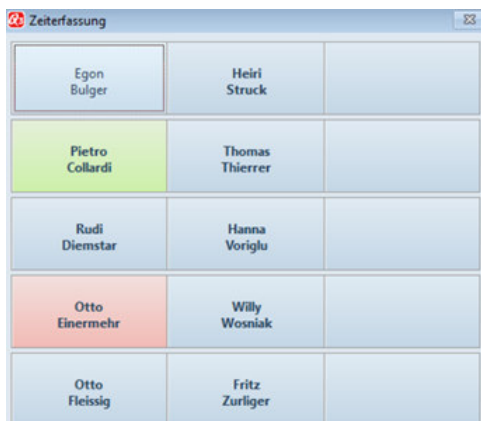 Zeiterfassung
Egon
Bulger
Heiri
Struck
Pietro
Collardi
Thomas
Thierrer
Rudi
Diemstar
Hanna
Voriglu
Otto
Einermehr
Willy
Wosniak
Otto
Fleissig
Fritz
Zurliger